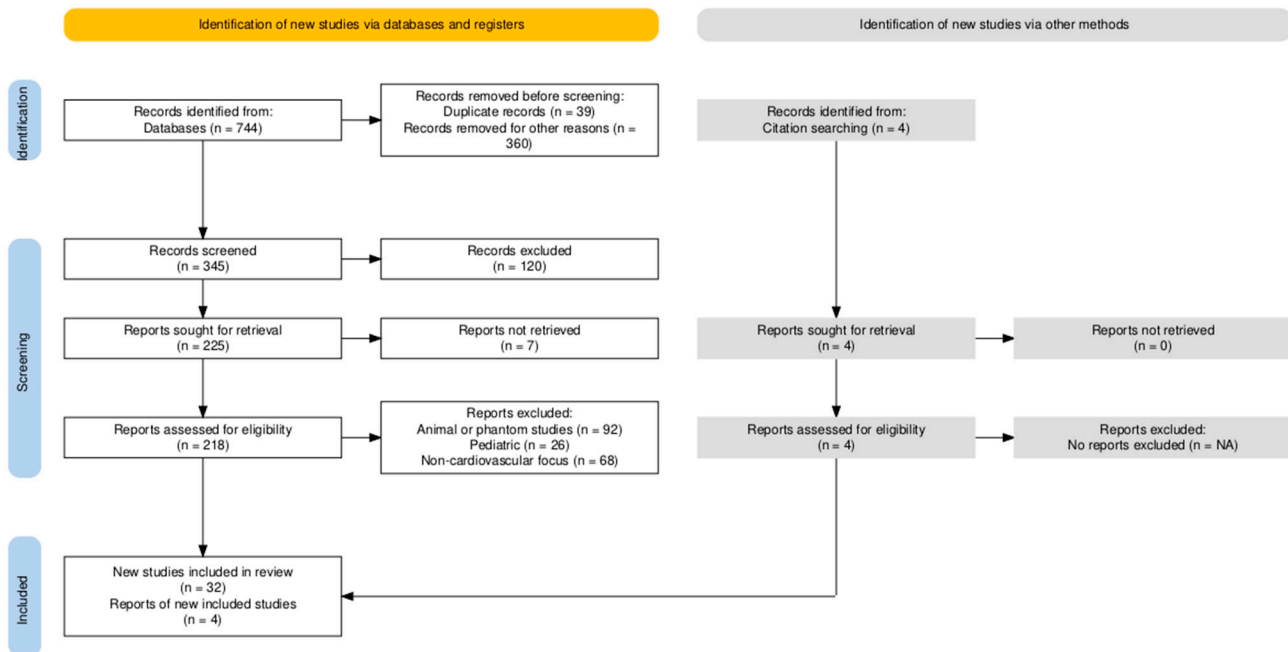 Identification of new studies via databases and registers
Identification of new studies via other methods
Identification
Records identified from:
Databases (n = 744)
Records removed before screening:
Duplicate records (n = 39)
Records removed for other reasons (n =
360)
Records identified from:
Citation searching (n = 4)
Screening
Records screened
(n = 345)
Records excluded
(n = 120)
Reports sought for retrieval
(n = 225)
Reports not retrieved
(n = 7)
Reports sought for retrieval
(n = 4)
Reports not retrieved
(n = 0)
Reports assessed for eligibility
(n = 218)
Reports excluded:
Animal or phantom studies (n = 92)
Pediatric (n = 26)
Non-cardiovascular focus (n = 68)
Reports assessed for eligibility
(n = 4)
Reports excluded:
No reports excluded (n = NA)
Included
New studies included in review
(n = 32)
Reports of new included studies
(n = 4)